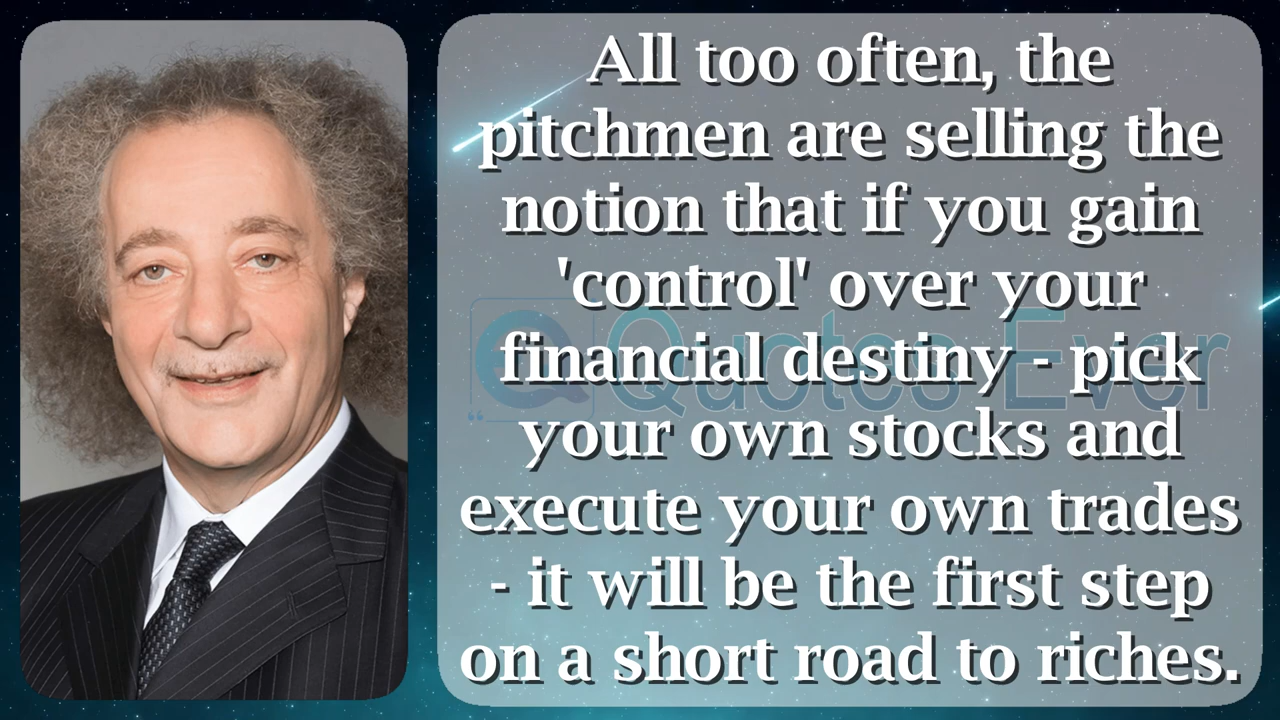 All too often, the
pitchmen are selling the
notion that if you gain
'control' over your
financial destiny - pick
your own stocks and
execute your own trades
- it will be the first step
on a short road to riches.
Quotes Ever